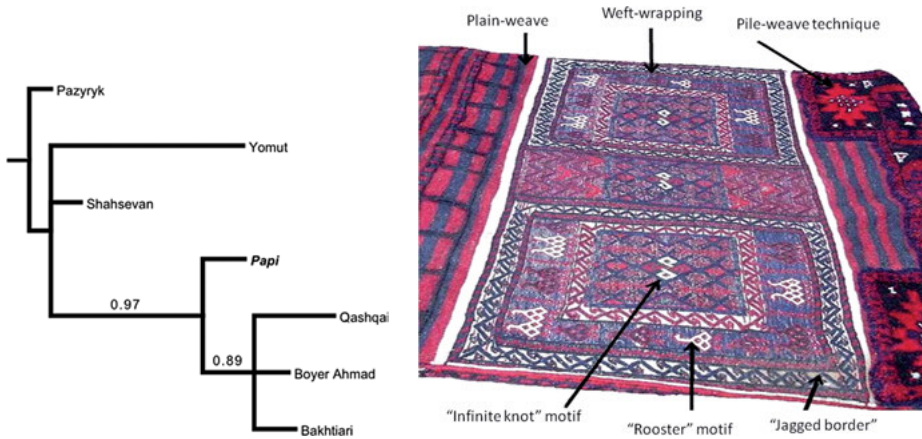 Pazyryk
Yomut
Shahsevan
Papi
0.97
Qashqai
0.89
Boyer Ahmad
Bakhtiari
Plain-weave
Weft-wrapping
Pile-weave technique
"Infinite knot" motif
"Rooster" motif
"Jagged border"